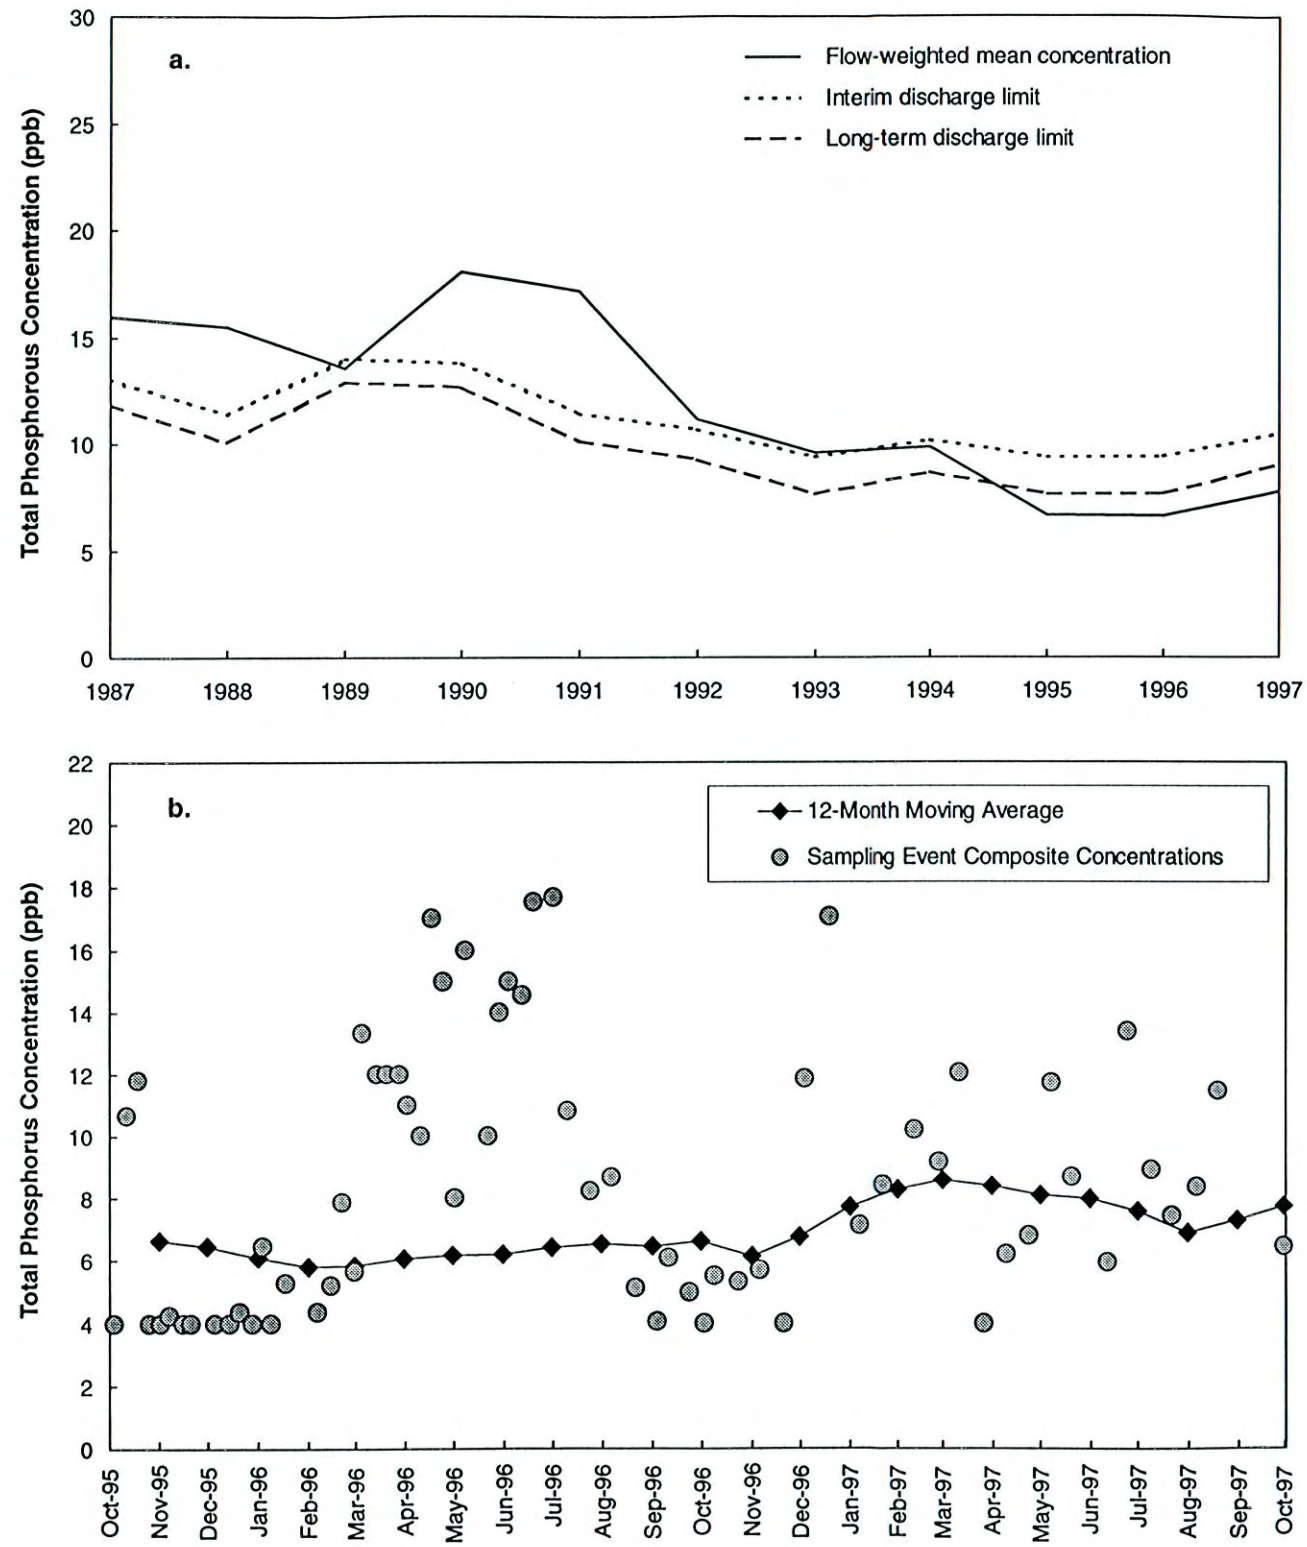 30
a.
Flow-weighted mean concentration
Interim discharge limit
Long-term discharge limit
25
20
15
10
5
0
Total Phosphorous Concentration (ppb)
1987 1988 1989 1990 1991 1992 1993 1994 1995 1996 1997
22
b.
12-Month Moving Average
Sampling Event Composite Concentrations
20
18
16
14
12
10
8
6
4
2
0
Total Phosphorus Concentration (ppb)
Oct-95 Nov-95 Dec-95 Jan-96 Feb-96 Mar-96 Apr-96 May-96 Jun-96 Jul-96 Aug-96 Sep-96 Oct-96 Nov-96 Dec-96 Jan-97 Feb-97 Mar-97 Apr-97 May-97 Jun-97 Jul-97 Aug-97 Sep-97 Oct-97